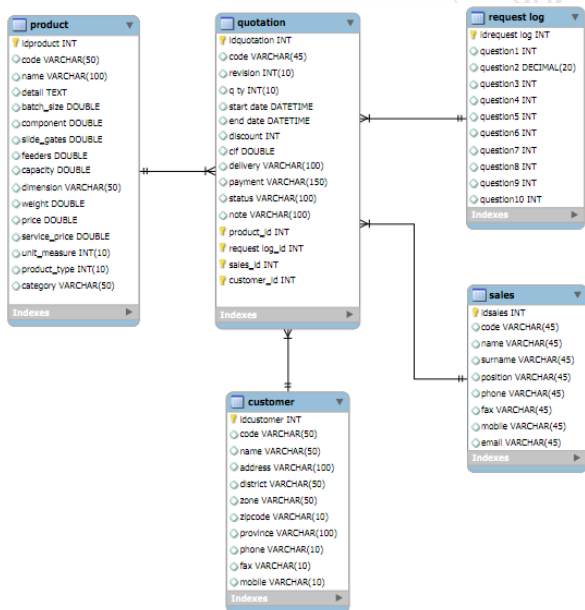 product
idproduct INT
code VARCHAR(50)
name VARCHAR(100)
detail TEXT
batch_size DOUBLE
component DOUBLE
slide_gates DOUBLE
feeders DOUBLE
capacity DOUBLE
dimension VARCHAR(50)
weight DOUBLE
price DOUBLE
service_price DOUBLE
unit_measure INT(10)
product_type INT(10)
category VARCHAR(50)
Indexes
quotation
idquotation INT
code VARCHAR(45)
revision INT(10)
q ty INT(10)
start date DATETIME
end date DATETIME
discount INT
cif DOUBLE
delivery VARCHAR(100)
payment VARCHAR(150)
status VARCHAR(100)
note VARCHAR(100)
product_id INT
request log_id INT
sales_id INT
customer_id INT
Indexes
request log
idrequest log INT
question1 INT
question2 DECIMAL(20)
question3 INT
question4 INT
question5 INT
question6 INT
question7 INT
question8 INT
question9 INT
question10 INT
Indexes
sales
idsales INT
code VARCHAR(45)
name VARCHAR(45)
surname VARCHAR(45)
position VARCHAR(45)
phone VARCHAR(45)
fax VARCHAR(45)
mobile VARCHAR(45)
email VARCHAR(45)
Indexes
customer
idcustomer INT
code VARCHAR(50)
name VARCHAR(50)
address VARCHAR(100)
district VARCHAR(50)
zone VARCHAR(50)
zipcode VARCHAR(10)
province VARCHAR(100)
phone VARCHAR(10)
fax VARCHAR(10)
mobile VARCHAR(10)
Indexes